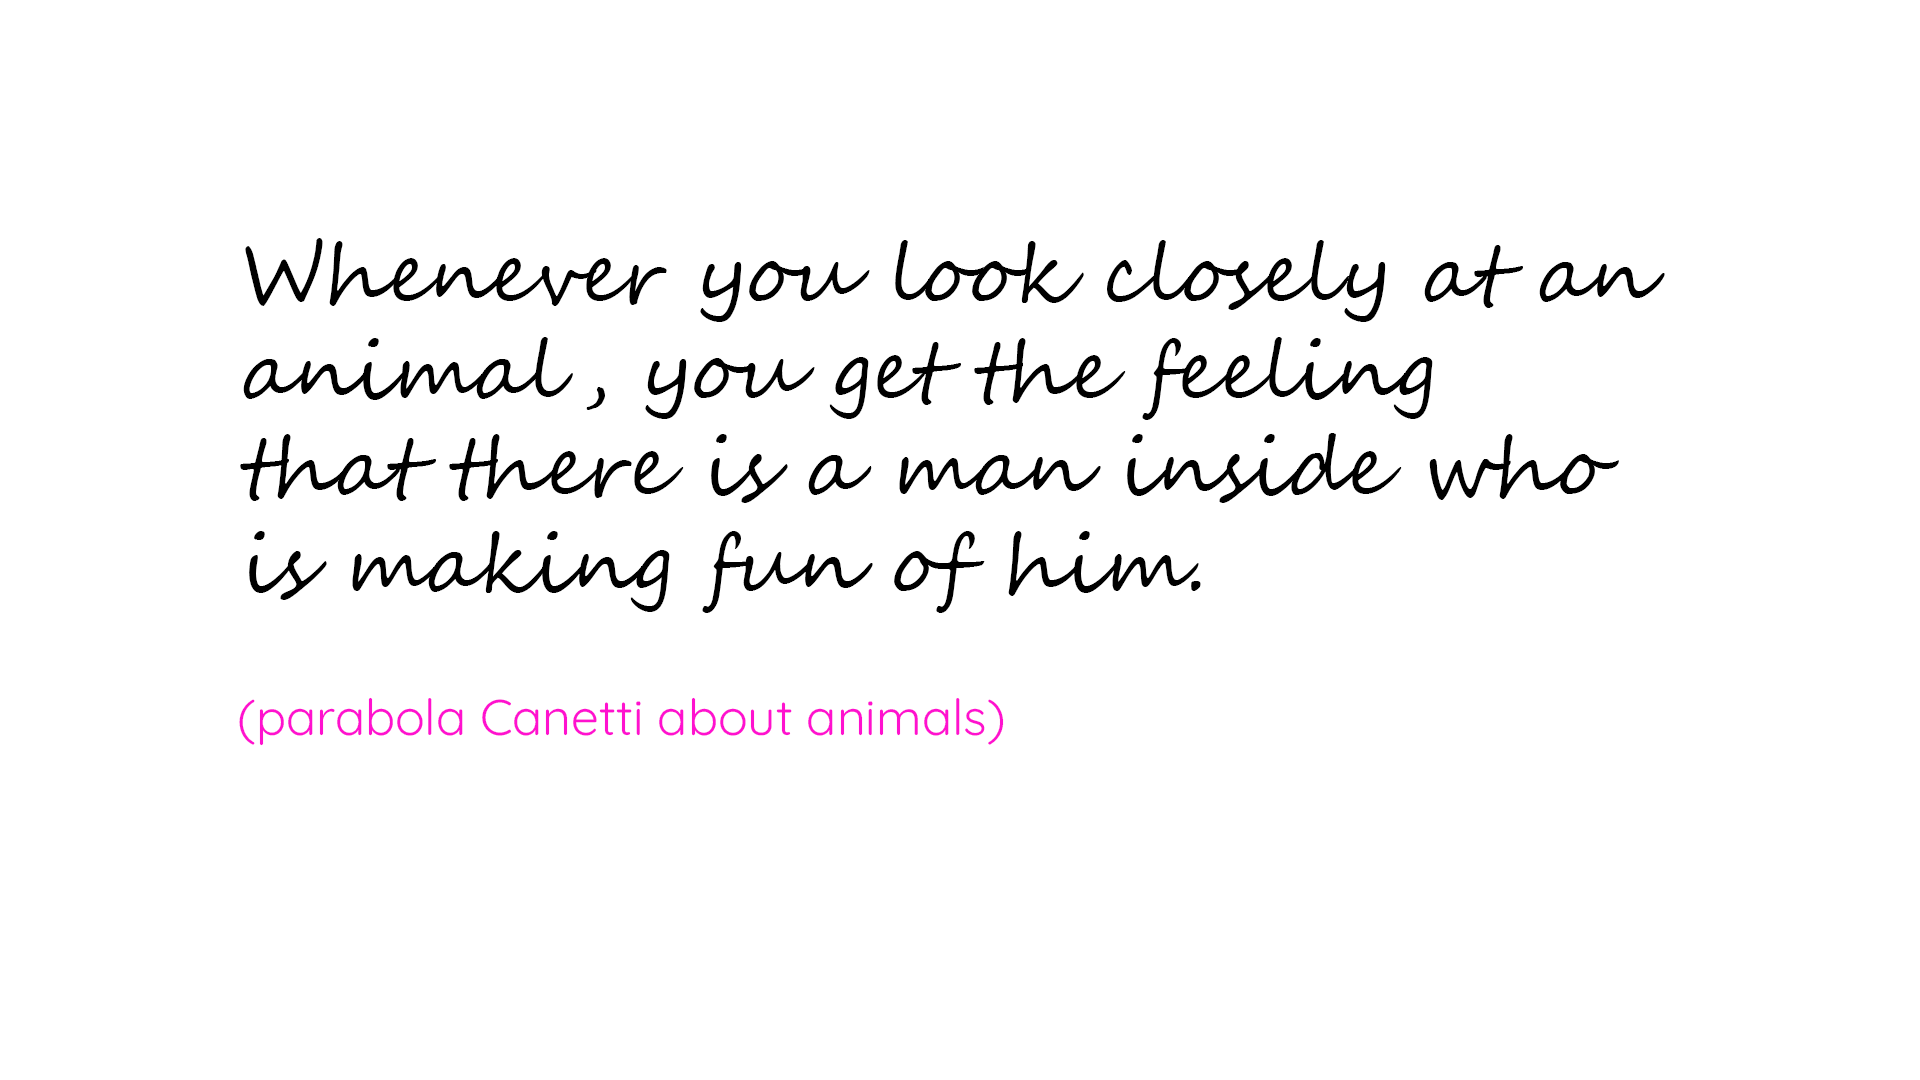 Whenever you look closely at an
animal , you get the feeling
that there is a man inside who
is making fun of him.
(parabola Canetti about animals)